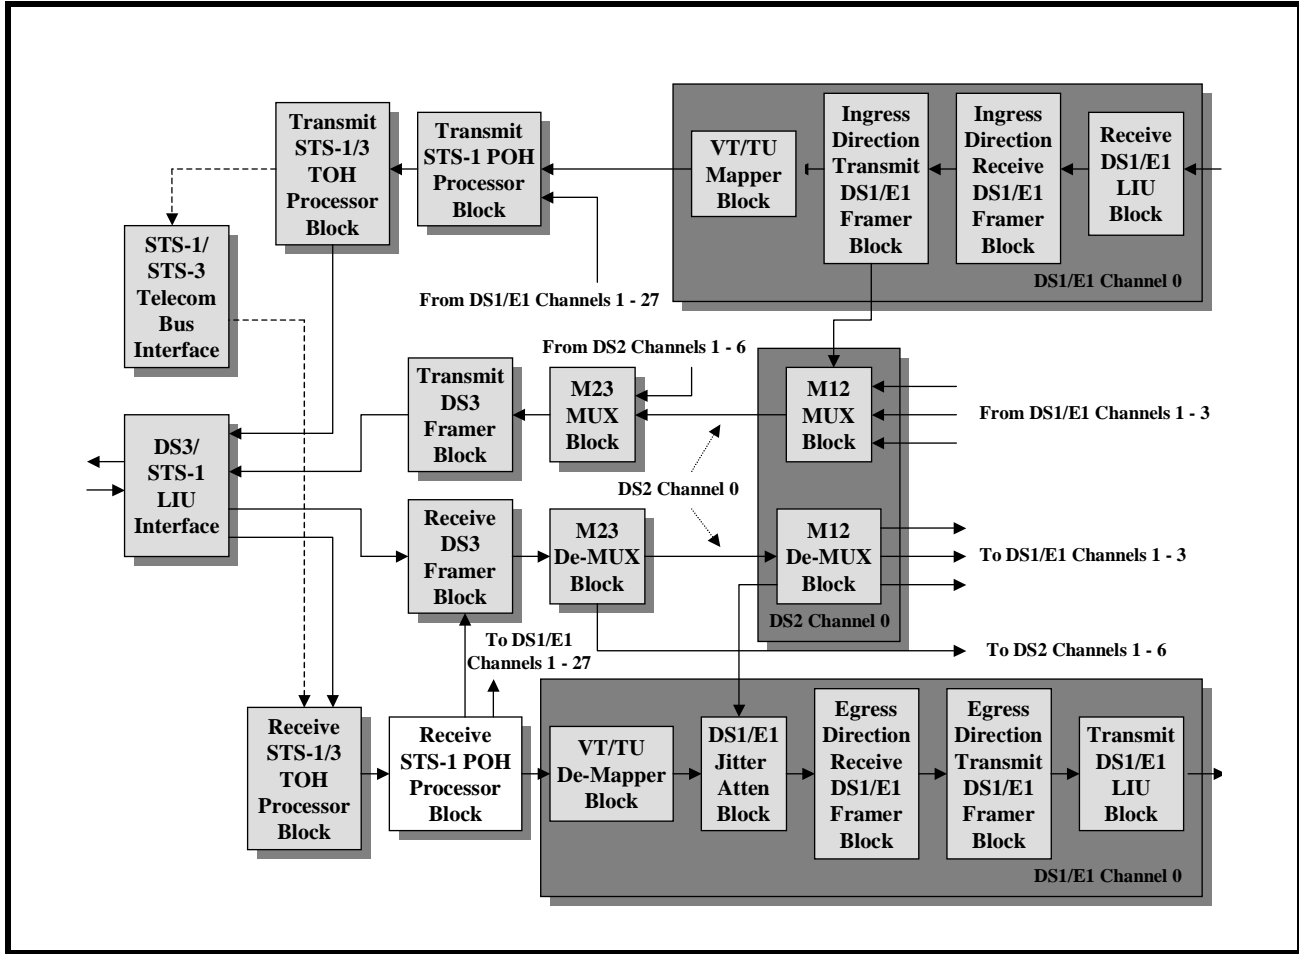 Transmit
STS-1/3
TOH
Processor
Block
Transmit
STS-1 POH
Processor
Block
VT/TU
Mapper
Block
Ingress
Direction
Transmit
DS1/E1
Framer
Block
Ingress
Direction
Receive
DS1/E1
Framer
Block
Receive
DS1/E1
LIU
Block
DS1/E1 Channel 0
STS-1/
STS-3
Telecom
Bus
Interface
From DS1/E1 Channels 1 - 27
From DS2 Channels 1 - 6
Transmit
DS3
Framer
Block
M23
MUX
Block
M12
MUX
Block
From DS1/E1 Channels 1 - 3
DS3/
STS-1
LIU
Interface
DS2 Channel 0
Receive
DS3
Framer
Block
M23
De-MUX
Block
M12
De-MUX
Block
To DS1/E1 Channels 1 - 3
DS2 Channel 0
To DS1/E1
Channels 1 - 27
To DS2 Channels 1 - 6
Receive
STS-1/3
TOH
Processor
Block
Receive
STS-1 POH
Processor
Block
VT/TU
De-Mapper
Block
DS1/E1
Jitter
Atten
Block
Egress
Direction
Receive
DS1/E1
Framer
Block
Egress
Direction
Transmit
DS1/E1
Framer
Block
Transmit
DS1/E1
LIU
Block
DS1/E1 Channel 0